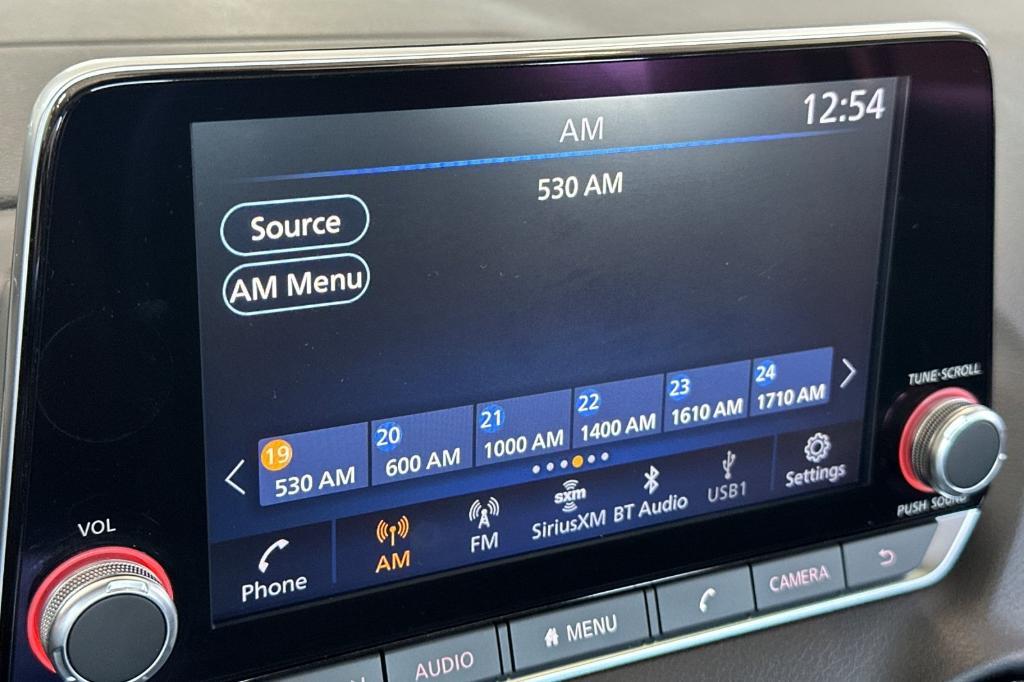 AM
12:54
530 AM
Source
AM Menu
19
530 AM
20
600 AM
21
1000 AM
22
1400 AM
23
1610 AM
24
1710 AM
Phone
AM
FM
sxm
SiriusXM
BT Audio
USB1
Settings
VOL
TUNE·SCROLL
PUSH SOUND
AUDIO
MENU
CAMERA